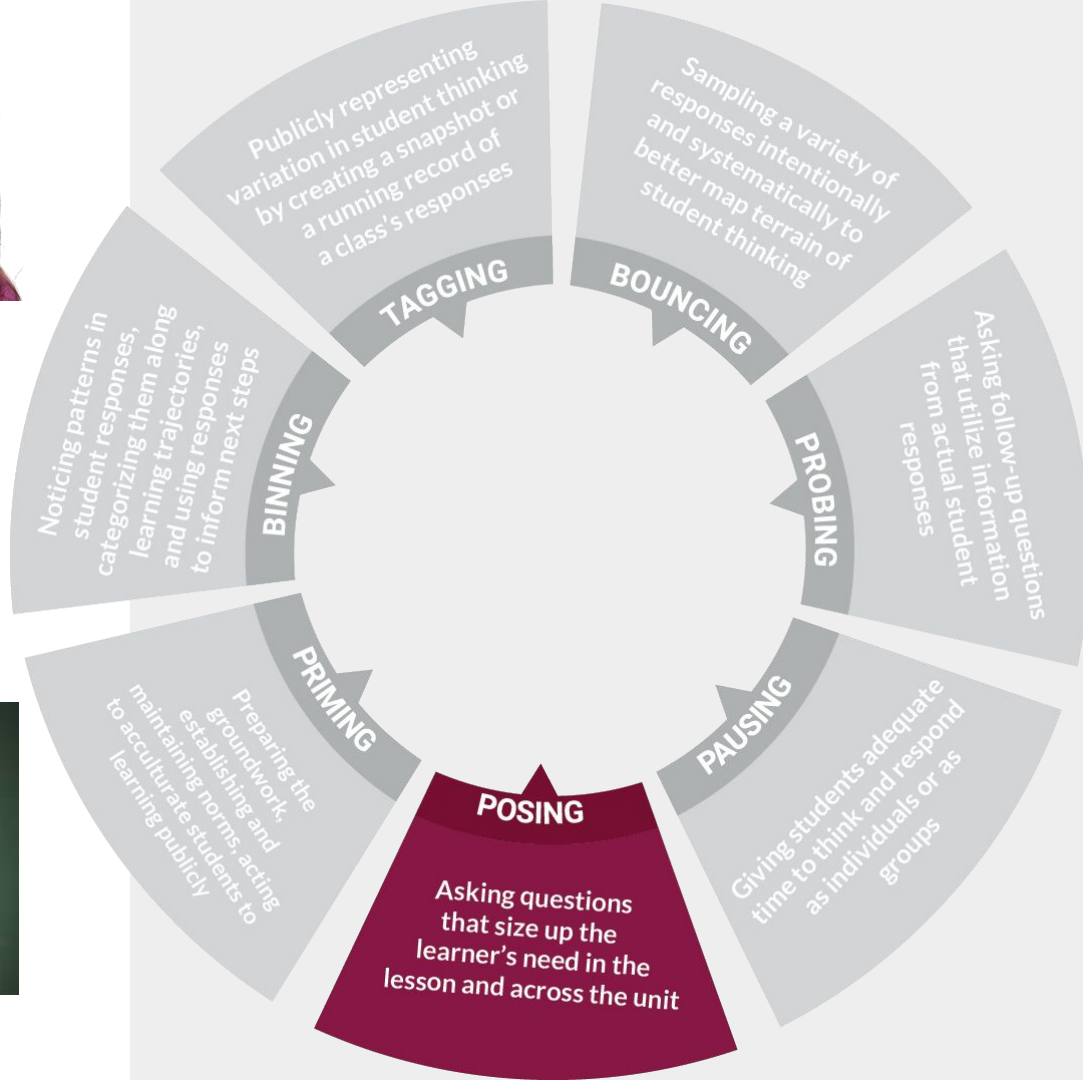 Publicly representing
variation in student thinking
by creating a snapshot or
a running record of
a class's responses
TAGGING
Sampling a variety of
responses intentionally
and systematically to
better map terrain of
student thinking
BOUNCING
Asking follow-up questions
that utilize information
from actual student
responses
PROBING
Giving students adequate
time to think and respond
as individuals or as
groups
PAUSING
POSING
Asking questions
that size up the
learner's need in the
lesson and across the unit
PRIMING
Preparing the
groundwork,
establishing and
maintaining norms, acting
to acculturate students to
learning publicly
BINNING
Noticing patterns in
student responses,
categorizing them along
learning trajectories,
and using responses
to inform next steps